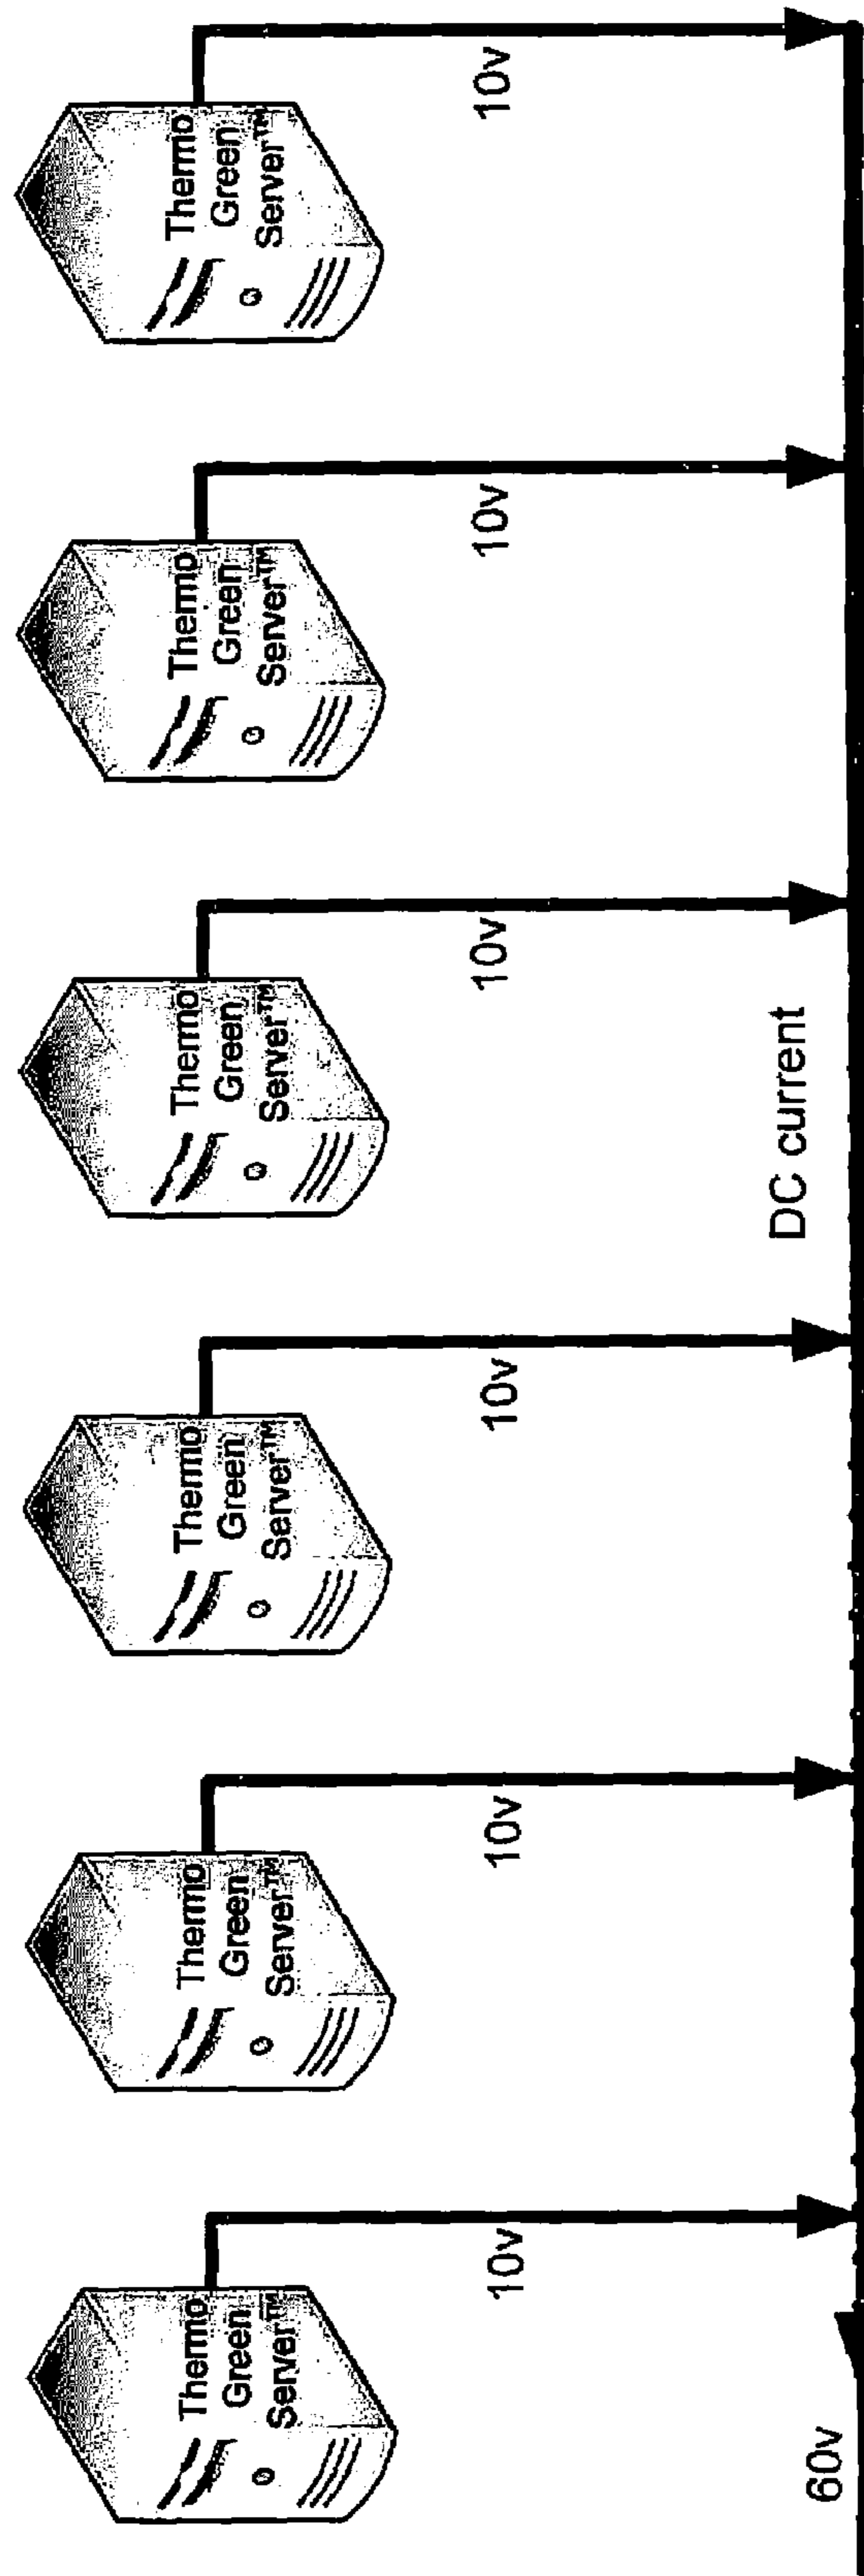 Thermo
Green
Server™
Thermo
Green
Server™
Thermo
Green
Server™
Thermo
Green
Server™
Thermo
Green
Server™
Thermo
Green
Server™
10v
10v
10v
10v
10v
10v
DC current
60v